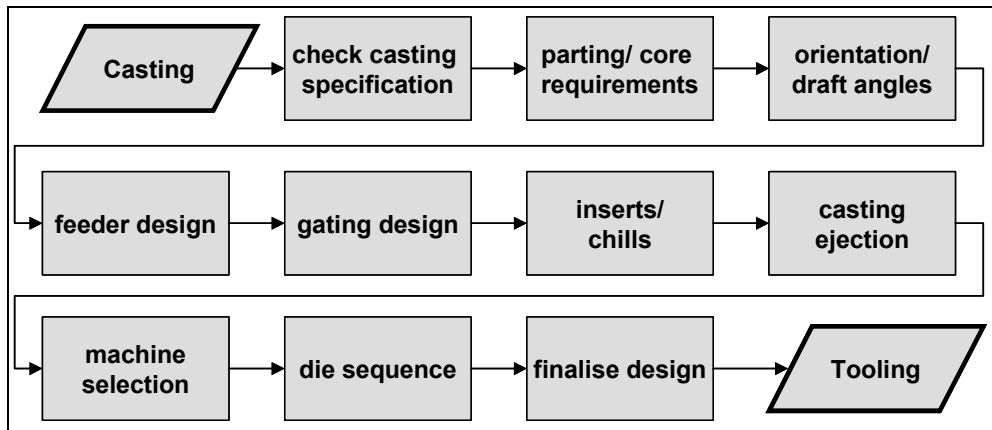 Casting
check casting
specification
parting/ core
requirements
orientation/
draft angles
feeder design
gating design
inserts/
chills
casting
ejection
machine
selection
die sequence
finalise design
Tooling